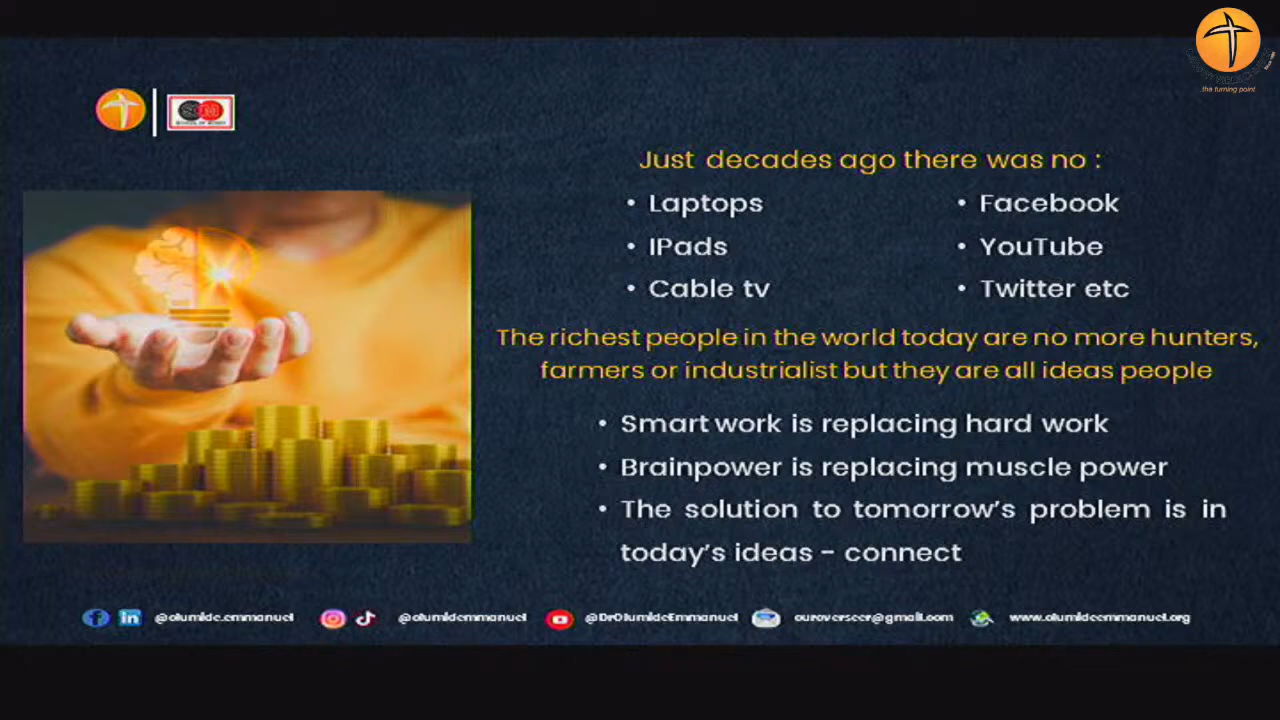 the turning point
SM
Just decades ago there was no :
• Laptops
• IPads
• Cable tv
• Facebook
• YouTube
• Twitter etc
The richest people in the world today are no more hunters,
farmers or industrialist but they are all ideas people
• Smart work is replacing hard work
• Brainpower is replacing muscle power
• The solution to tomorrow's problem is in
today's ideas - connect
@olumide.emmanuel
@olumidemmanuel
@DrOlumideEmmanuel
ouroverseer@gmail.com
www.olumideemmanuel.org